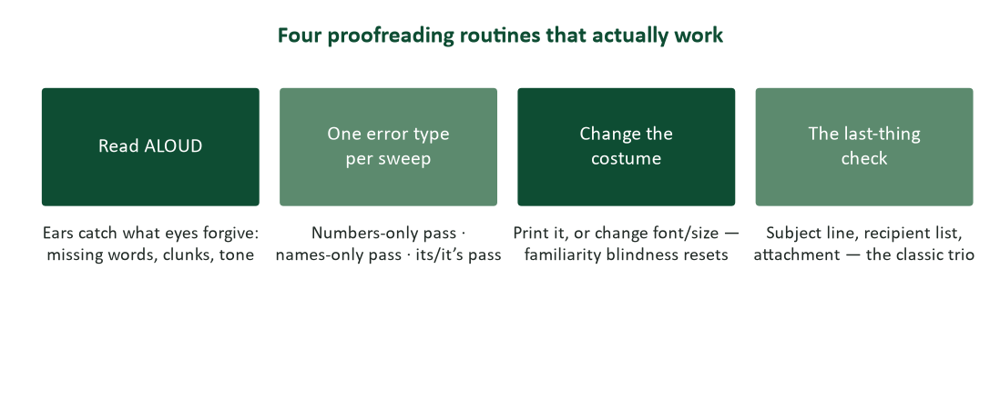 Four proofreading routines that actually work
Read ALOUD
One error type
per sweep
Change the
costume
The last-thing
check
Ears catch what eyes forgive:
missing words, clunks, tone
Numbers-only pass ·
names-only pass · its/it’s pass
Print it, or change font/size —
familiarity blindness resets
Subject line, recipient list,
attachment — the classic trio